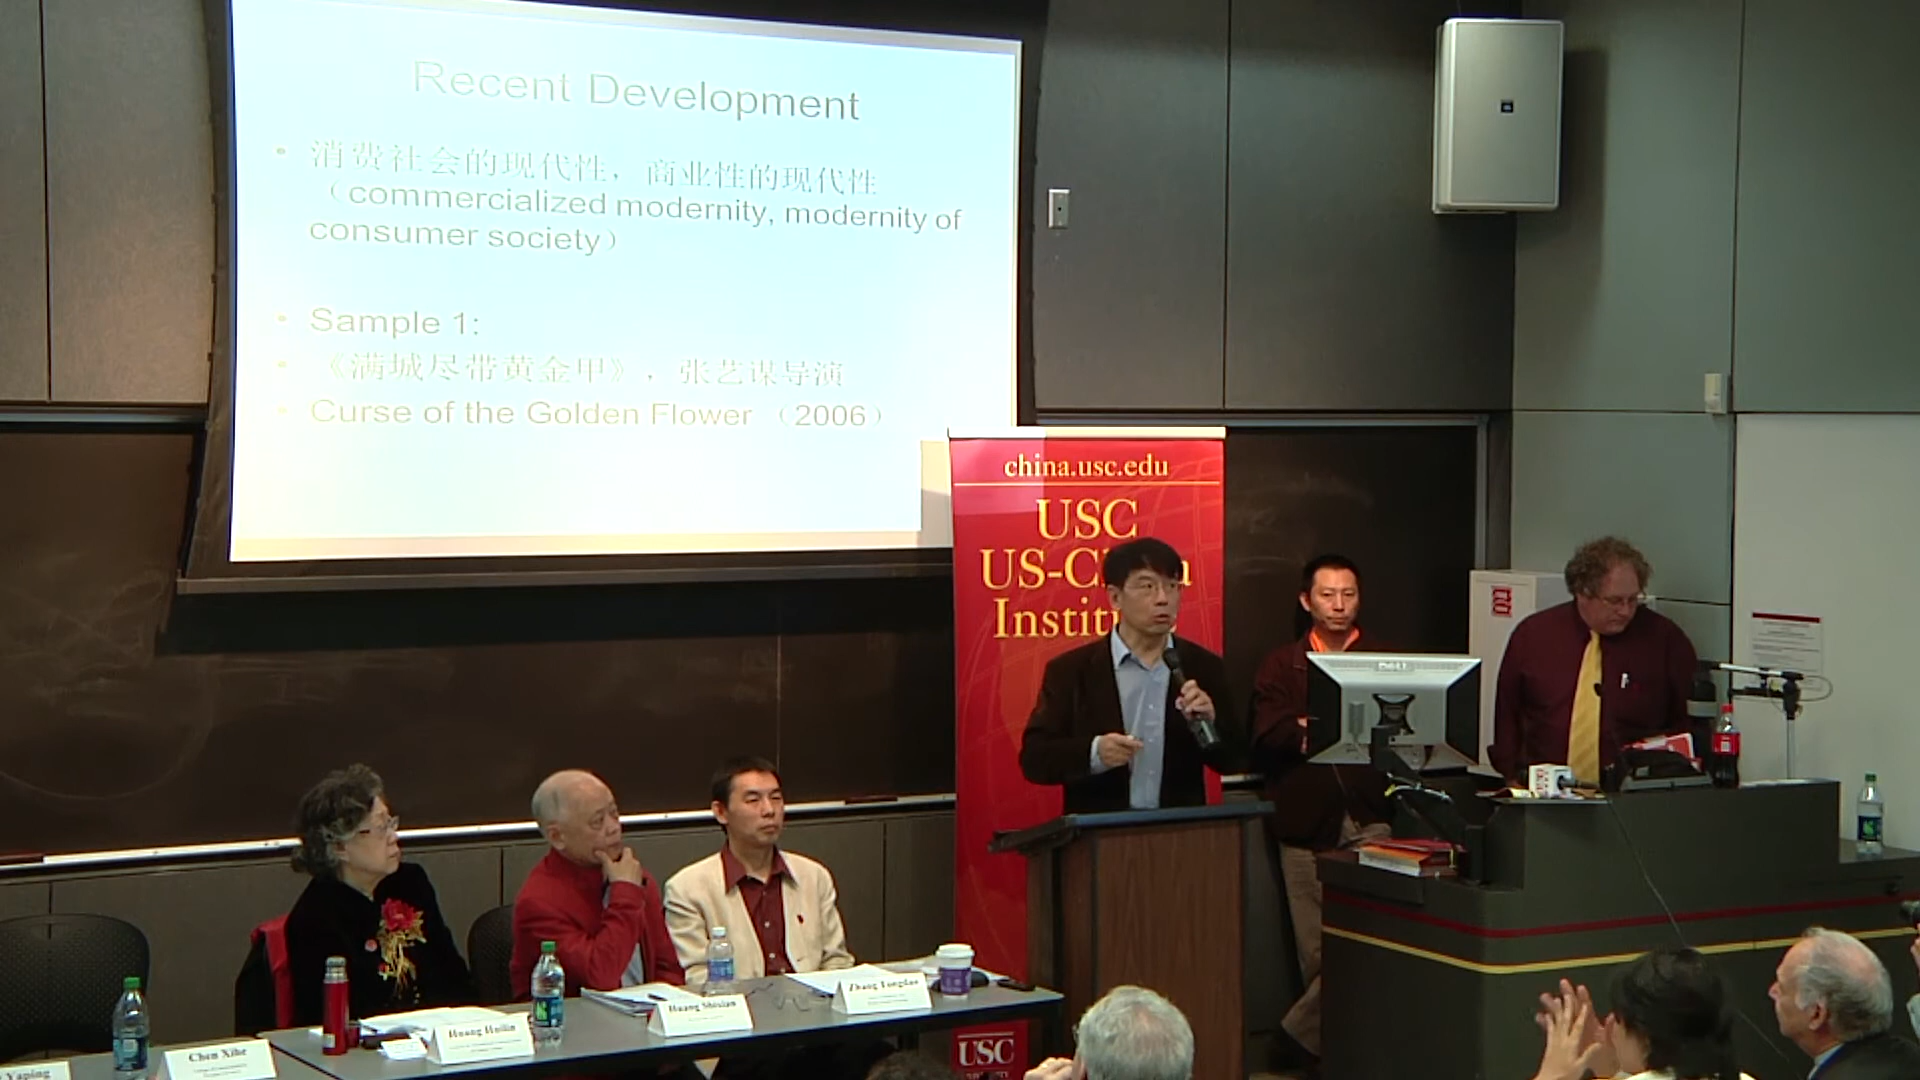 Recent Development
• 消费社会的现代性，商业性的现代性
（commercialized modernity, modernity of
consumer society）
• Sample 1:
• 《满城尽带黄金甲》，张艺谋导演
• Curse of the Golden Flower （2006）
china.usc.edu
USC
US-C a
Instit
USC
DELL
Yaping
Chen Xihe
Huang Huilin
Huang Shixian
Zhang Tongdao